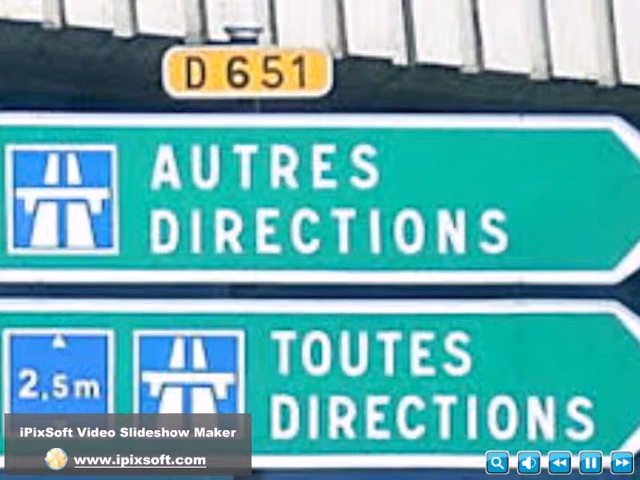 D 651
AUTRES
DIRECTIONS
TOUTES
2.5m
DIRECTIONS
iPixSoft Video Slideshow Maker
www.ipixsoft.com